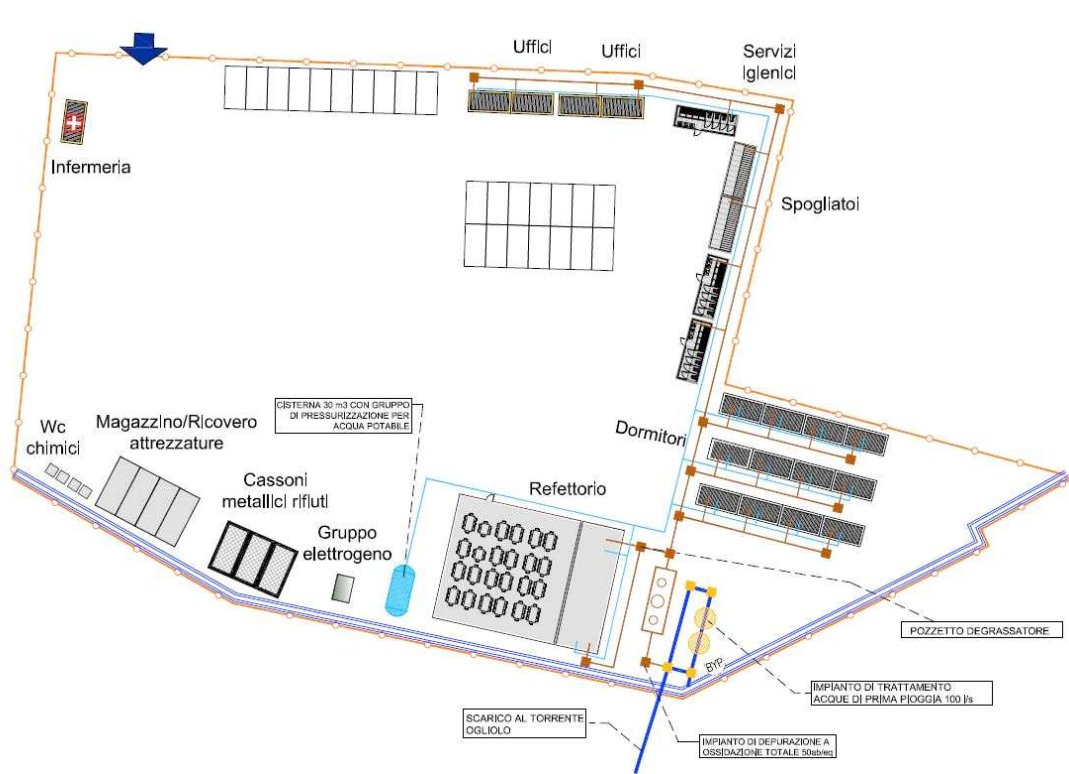 Uffici
Uffici
Servizi
Igienici
Infermeria
Spogliatoi
CISTERNA 30 m3 CON GRUPPO
DI PRESSURIZZAZIONE PER
ACQUA POTABILE
Wc
chimici
Magazzino/Ricovero
attrezzature
Dormitori
Cassoni
metallici rifiuti
Refettorio
Gruppo
elettrogeno
POZZETTO DEGRASSATORE
BYP.
IMPIANTO DI TRATTAMENTO
ACQUE DI PRIMA PIOGGIA 100 l/s
SCARICO AL TORRENTE
OGLIOLO
IMPIANTO DI DEPURAZIONE A
OSSIDAZIONE TOTALE 50ab/eq